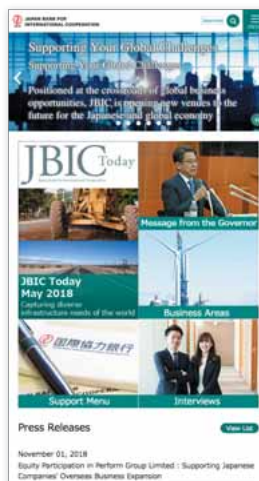 JAPAN BANK FOR
INTERNATIONAL COOPERATION
Supporting Your Global Challenges
Supporting Your Global Challenges
Positioned at the crossroads of global business
opportunities, JBIC is opening new venues to the
future for the Japanese and global economy
JBIC Today
Message from the Governor
JBIC Today
May 2018
Capturing diverse
infrastructure needs of the world
Business Areas
国際協力銀行
Support Menu
Interviews
Press Releases
View List
November 01, 2018
Equity Participation in Perform Group Limited : Supporting Japanese
Companies' Overseas Business Expansion